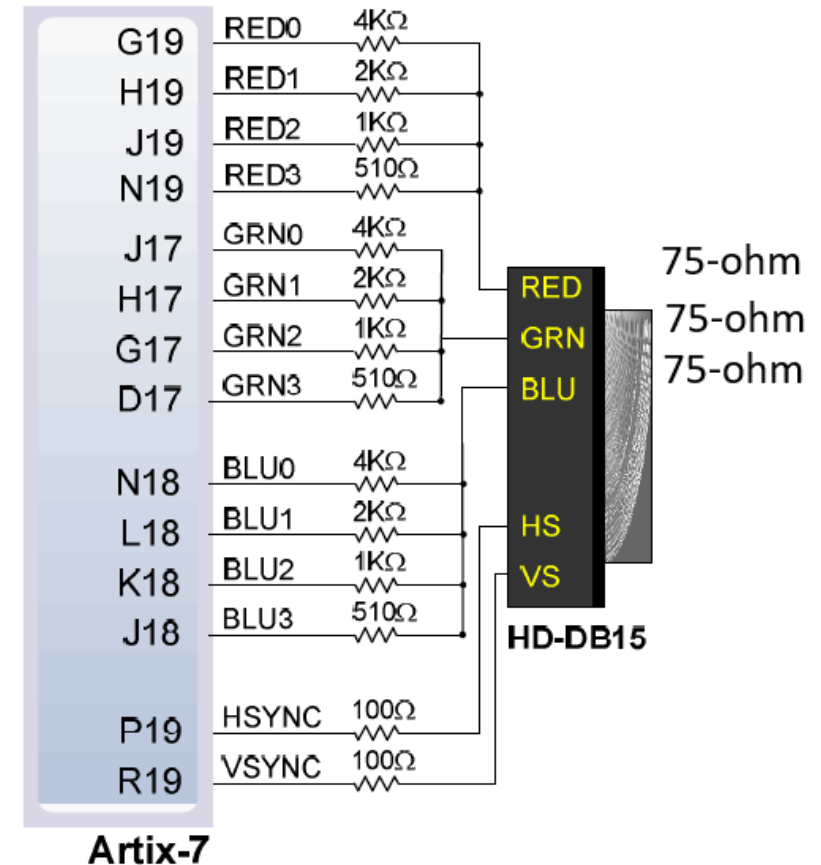 G19 RED0 4KΩ
H19 RED1 2KΩ
J19 RED2 1KΩ
N19 RED3 510Ω
J17 GRN0 4KΩ
H17 GRN1 2KΩ
G17 GRN2 1KΩ
D17 GRN3 510Ω
N18 BLU0 4KΩ
L18 BLU1 2KΩ
K18 BLU2 1KΩ
J18 BLU3 510Ω
P19 HSYNC 100Ω
R19 VSYNC 100Ω
Artix-7
RED 75-ohm
GRN 75-ohm
BLU 75-ohm
HS
VS
HD-DB15